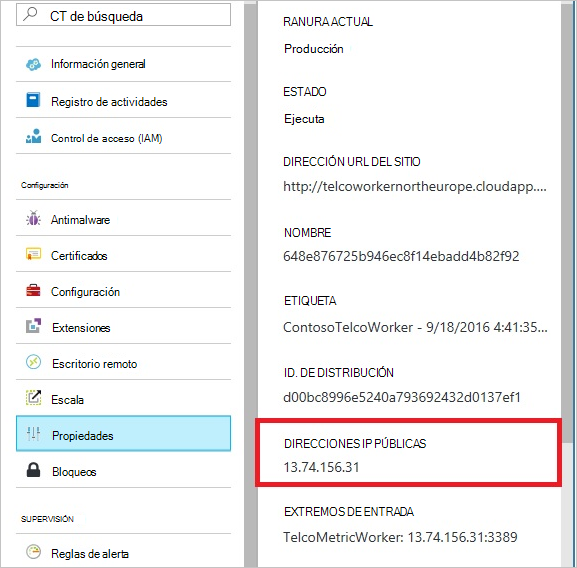 CT de búsqueda
Información general
Registro de actividades
Control de acceso (IAM)
Configuración
Antimalware
Certificados
Configuración
Extensiones
Escritorio remoto
Escala
Propiedades
Bloqueos
SUPERVISIÓN
Reglas de alerta
RANURA ACTUAL
Producción
ESTADO
Ejecuta
DIRECCIÓN URL DEL SITIO
http://telcoworkernortheurope.cloudapp....
NOMBRE
648e876725b946ec8f14ebadd4b82f92
ETIQUETA
ContosoTelcoWorker - 9/18/2016 4:41:35...
ID. DE DISTRIBUCIÓN
d00bc8996e5240a793692432d0137ef1
DIRECCIONES IP PÚBLICAS
13.74.156.31
EXTREMOS DE ENTRADA
TelcoMetricWorker: 13.74.156.31:3389